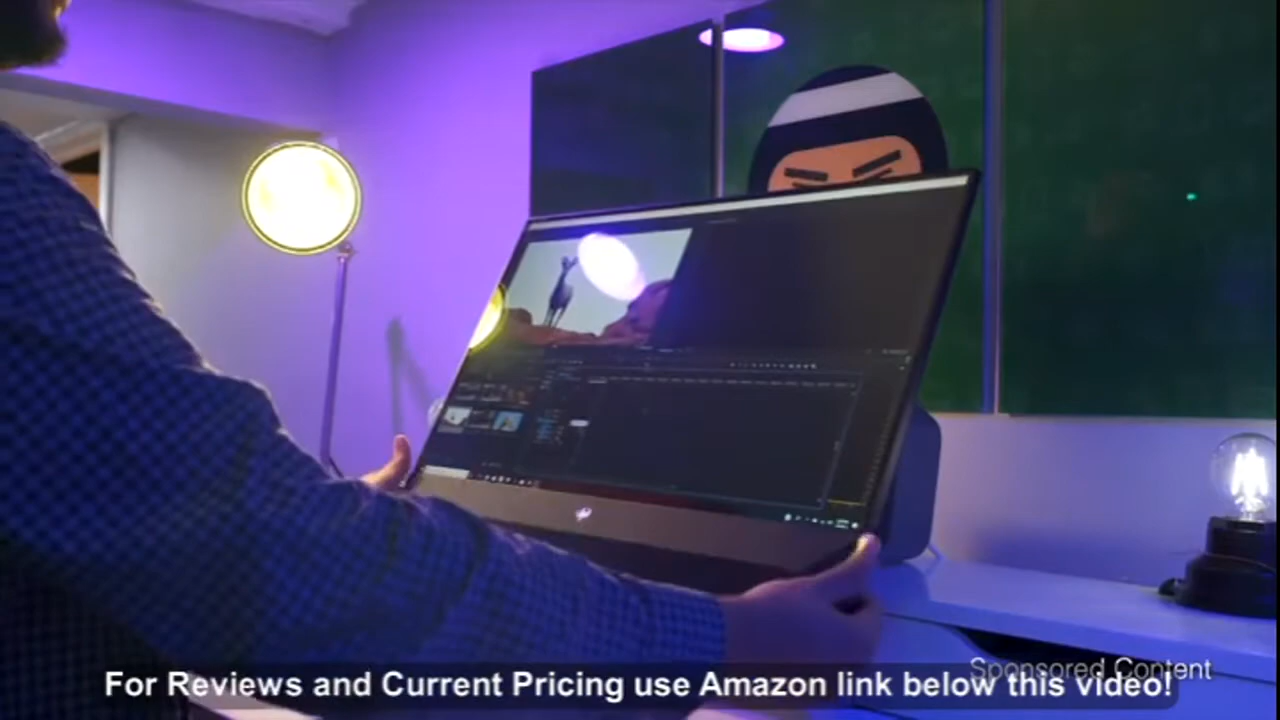 Sponsored Content
For Reviews and Current Pricing use Amazon link below this video!